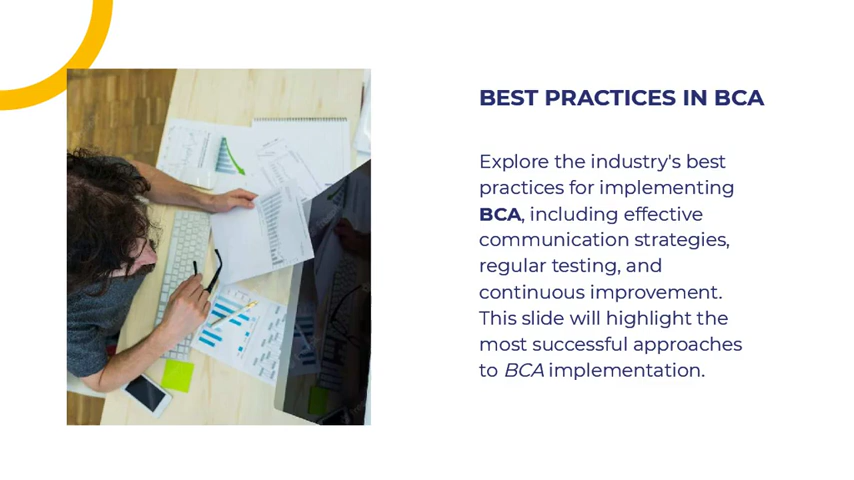 BEST PRACTICES IN BCA
Explore the industry's best
practices for implementing
BCA, including effective
communication strategies,
regular testing, and
continuous improvement.
This slide will highlight the
most successful approaches
to BCA implementation.